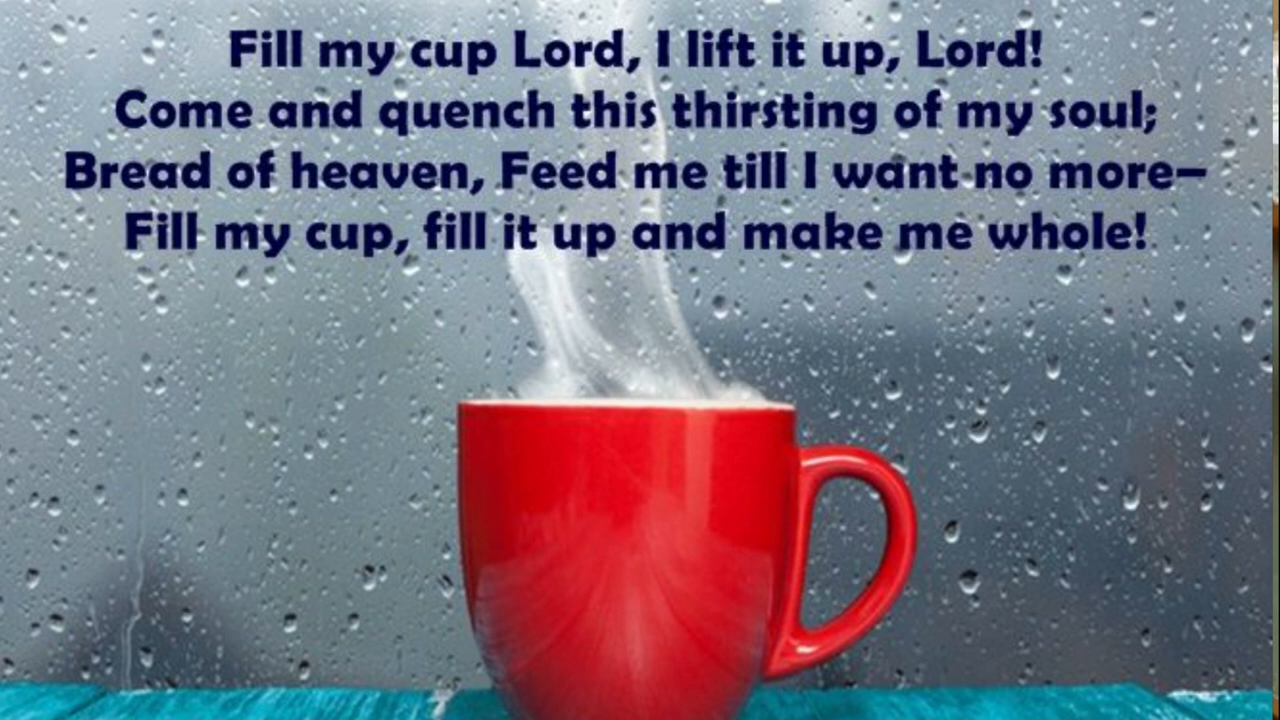 Fill my cup Lord, I lift it up, Lord!
Come and quench this thirsting of my soul;
Bread of heaven, Feed me till I want no more–
Fill my cup, fill it up and make me whole!